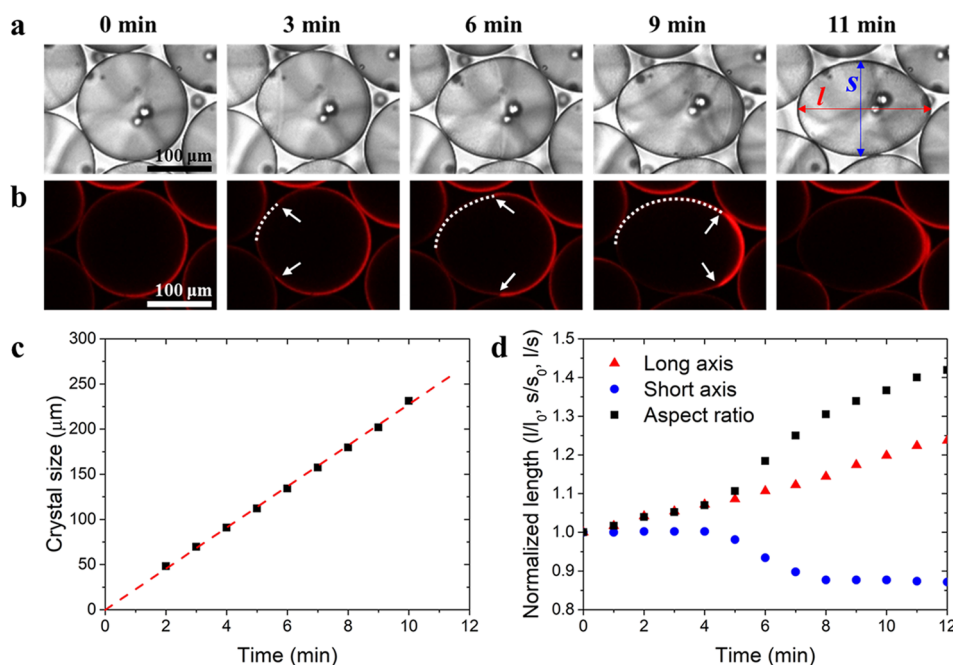 a
0 min
3 min
6 min
9 min
11 min
100 µm
l
s
b
100 µm
c
Crystal size (µm)
300
250
200
150
100
50
0
0
2
4
6
8
10
12
Time (min)
d
Normalized length (l/l0, s/s0, l/s)
1.5
1.4
1.3
1.2
1.1
1.0
0.9
0.8
Long axis
Short axis
Aspect ratio
0
2
4
6
8
10
12
Time (min)